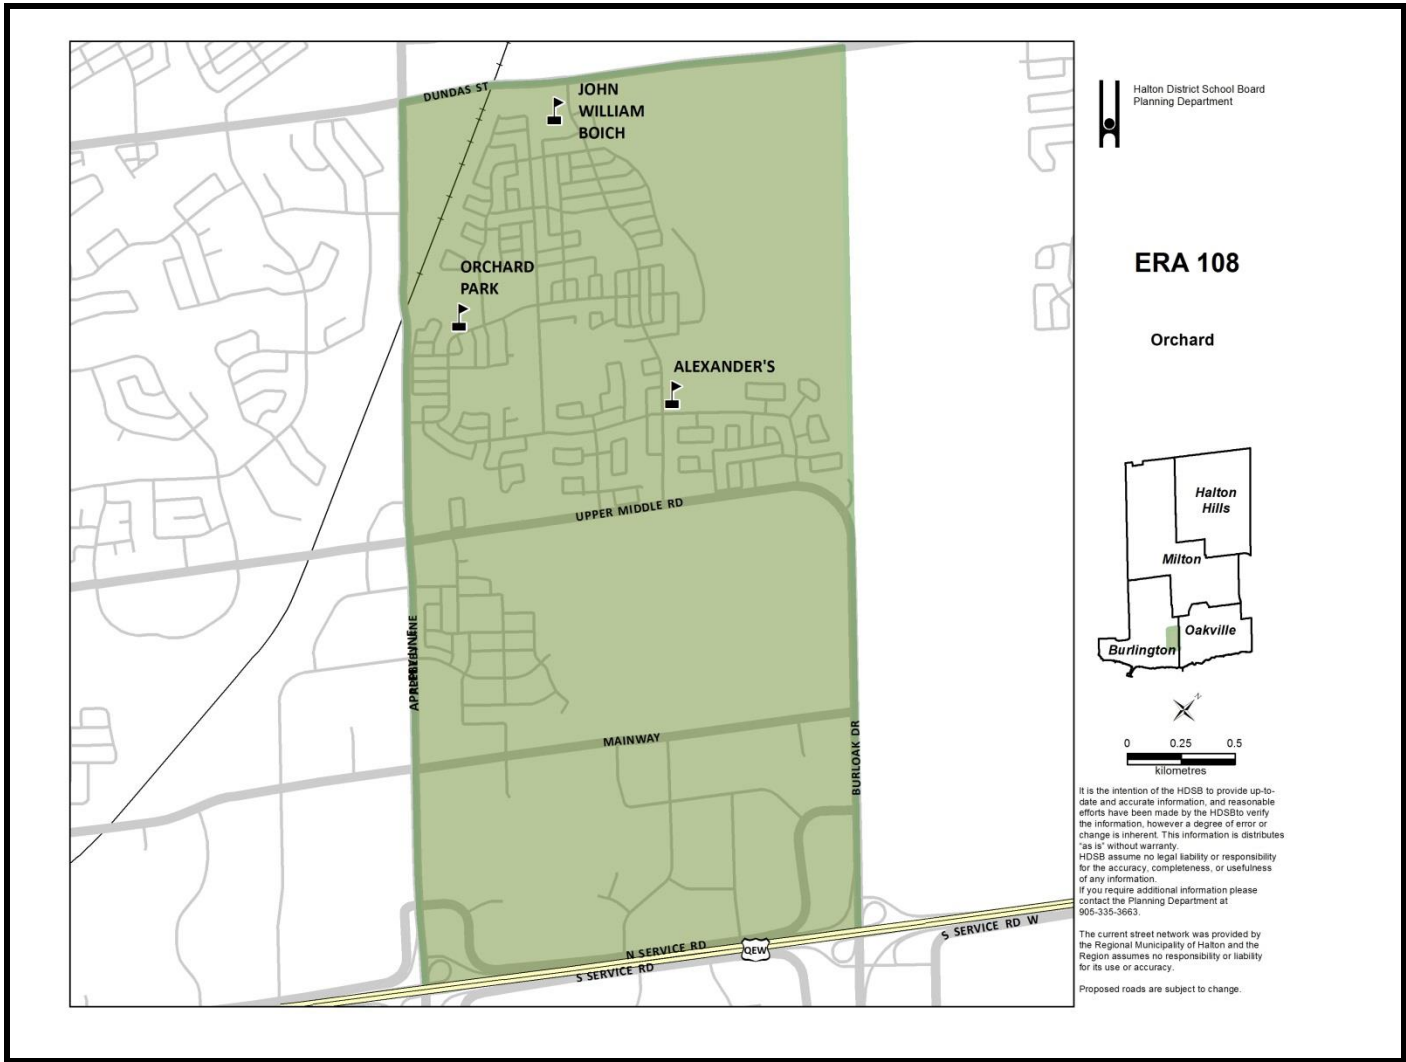 DUNDAS ST
JOHN
WILLIAM
BOICH
ORCHARD
PARK
ALEXANDER'S
UPPER MIDDLE RD
APPLEBY LINE
MAINWAY
BURLOAK DR
N SERVICE RD
QEW
S SERVICE RD
S SERVICE RD W
Halton District School Board
Planning Department
ERA 108
Orchard
Halton
Hills
Milton
Oakville
Burlington
N
0 0.25 0.5
kilometres
It is the intention of the HDSB to provide up-to-
date and accurate information, and reasonable
efforts have been made by the HDSBto verify
the information, however a degree of error or
change is inherent. This information is distributes
“as is” without warranty.
HDSB assume no legal liability or responsibility
for the accuracy, completeness, or usefulness
of any information.
If you require additional information please
contact the Planning Department at
905-335-3663.
The current street network was provided by
the Regional Municipality of Halton and the
Region assumes no responsibility or liability
for its use or accuracy.
Proposed roads are subject to change.